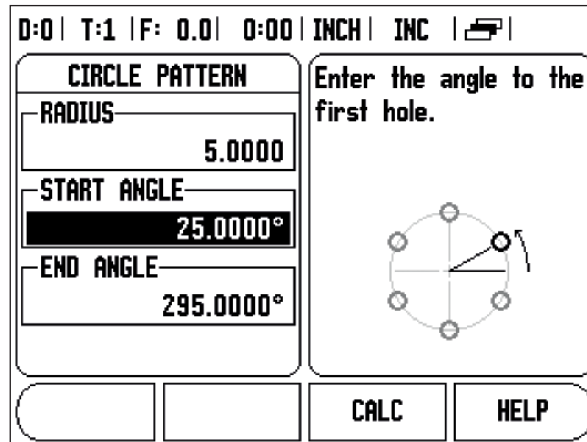 D:0 | T:1 | F: 0.0 | 0:00 | INCH | INC |
CIRCLE PATTERN
RADIUS
5.0000
START ANGLE
25.0000°
END ANGLE
295.0000°
Enter the angle to the
first hole.
CALC
HELP